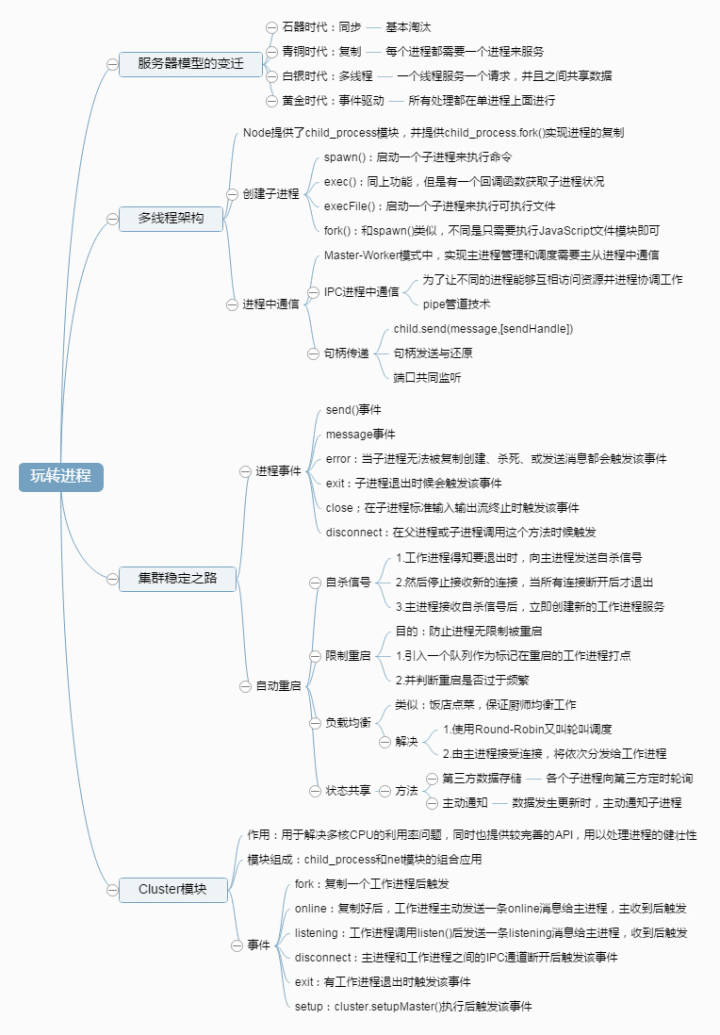 玩转进程
服务器模型的变迁
石器时代：同步
基本淘汰
青铜时代：复制
每个进程都需要一个进程来服务
白银时代：多线程
一个线程服务一个请求，并且之间共享数据
黄金时代：事件驱动
所有处理都在单进程上面进行
多线程架构
Node提供了child_process模块，并提供child_process.fork()实现进程的复制
创建子进程
spawn()：启动一个子进程来执行命令
exec()：同上功能，但是有一个回调函数获取子进程状况
execFile()：启动一个子进程来执行可执行文件
fork()：和spawn()类似，不同是只需要执行JavaScript文件模块即可
进程中通信
Master-Worker模式中，实现主进程管理和调度需要主从进程中通信
IPC进程中通信
为了让不同的进程能够互相访问资源并进程协调工作
pipe管道技术
句柄传递
child.send(message,[sendHandle])
句柄发送与还原
端口共同监听
集群稳定之路
进程事件
send()事件
message事件
error：当子进程无法被复制创建、杀死、或发送消息都会触发该事件
exit：子进程退出时候会触发该事件
close；在子进程标准输入输出流终止时触发该事件
disconnect：在父进程或子进程调用这个方法时候触发
自动重启
自杀信号
1.工作进程得知要退出时，向主进程发送自杀信号
2.然后停止接收新的连接，当所有连接断开后才退出
3.主进程接收自杀信号后，立即创建新的工作进程服务
限制重启
目的：防止进程无限制被重启
1.引入一个队列作为标记在重启的工作进程打点
2.并判断重启是否过于频繁
负载均衡
类似：饭店点菜，保证厨师均衡工作
解决
1.使用Round-Robin又叫轮叫调度
2.由主进程接受连接，将依次分发给工作进程
状态共享
方法
第三方数据存储
各个子进程向第三方定时轮询
主动通知
数据发生更新时，主动通知子进程
Cluster模块
作用：用于解决多核CPU的利用率问题，同时也提供较完善的API，用以处理进程的健壮性
模块组成：child_process和net模块的组合应用
事件
fork：复制一个工作进程后触发
online：复制好后，工作进程主动发送一条online消息给主进程，主收到后触发
listening：工作进程调用listen()后发送一条listening消息给主进程，收到后触发
disconnect：主进程和工作进程之间的IPC通道断开后触发该事件
exit：有工作进程退出时触发该事件
setup：cluster.setupMaster()执行后触发该事件